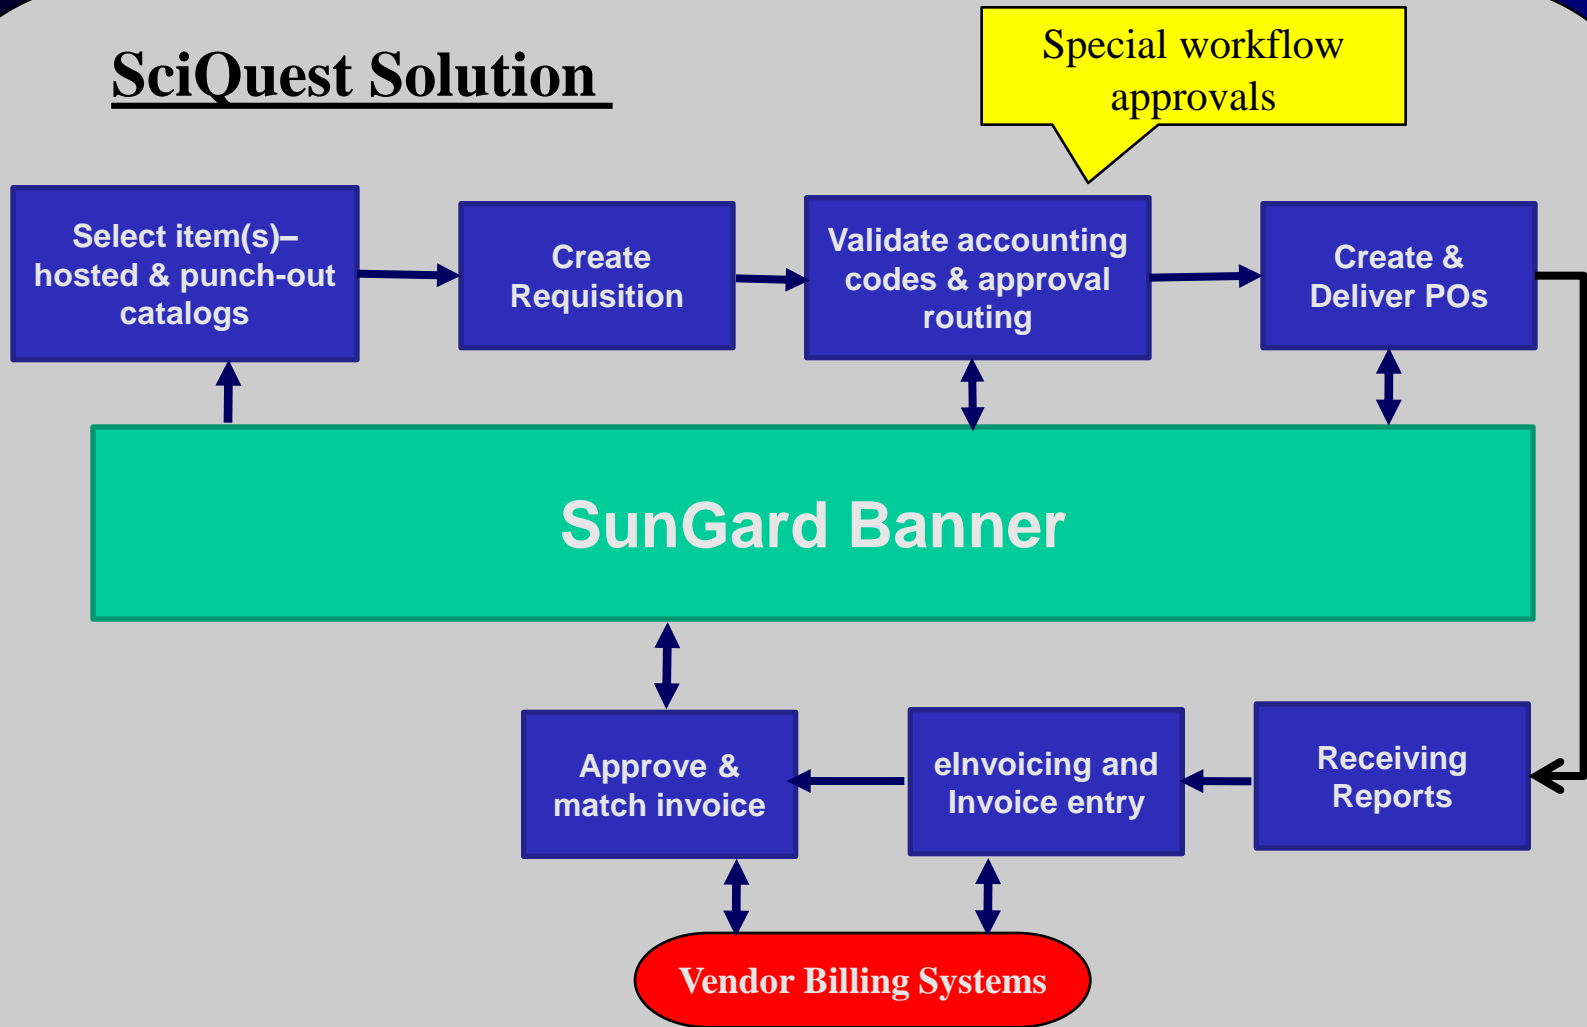 SciQuest Solution
Special workflow
approvals
Select item(s)–
hosted & punch-out
catalogs
Create
Requisition
Validate accounting
codes & approval
routing
Create &
Deliver POs
SunGard Banner
Approve &
match invoice
eInvoicing and
Invoice entry
Receiving
Reports
Vendor Billing Systems